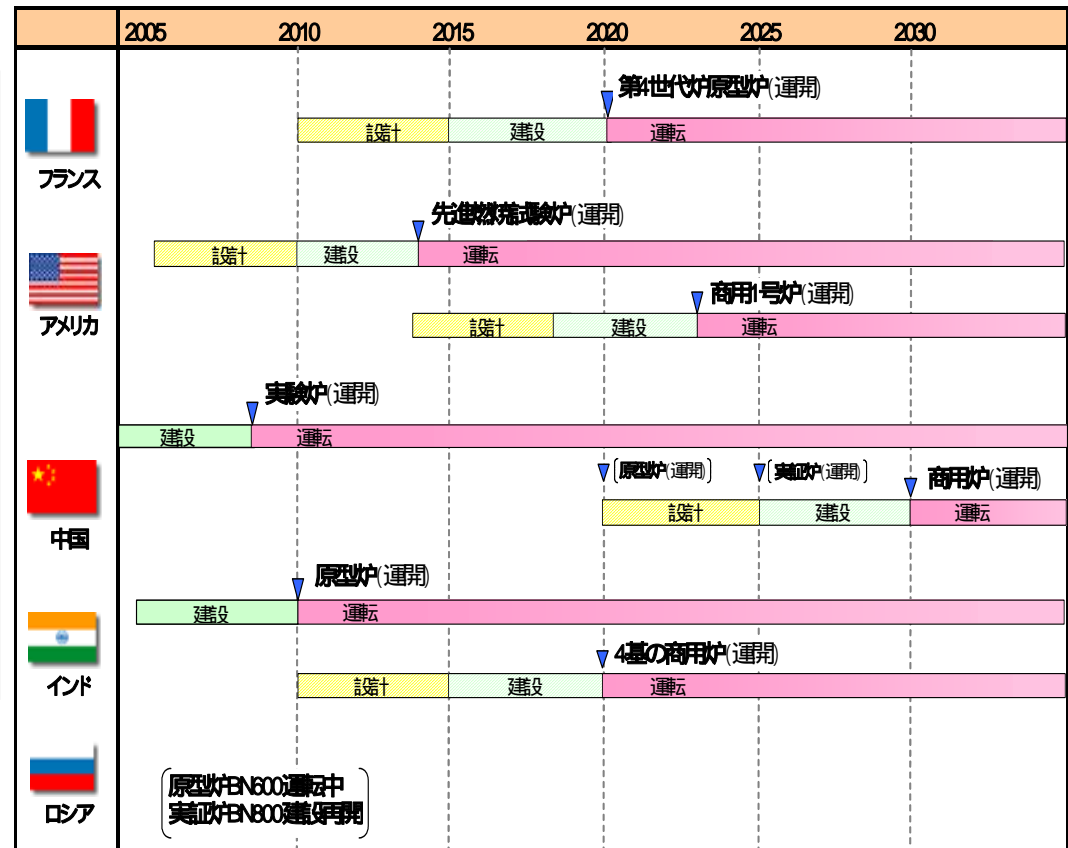 2005 2010 2015 2020 2025 2030
第4世代炉原型炉(運開)
設計 建設 運転
フランス
先進燃焼試験炉(運開)
設計 建設 運転
商用1号炉(運開)
アメリカ
設計 建設 運転
実験炉(運開)
建設 運転
原型炉(運開) 実証炉(運開) 商用炉(運開)
設計 建設 運転
中国
原型炉(運開)
建設 運転
4基の商用炉(運開)
インド
設計 建設 運転
原型炉BN600運転中
実証炉BN800建設再開
ロシア